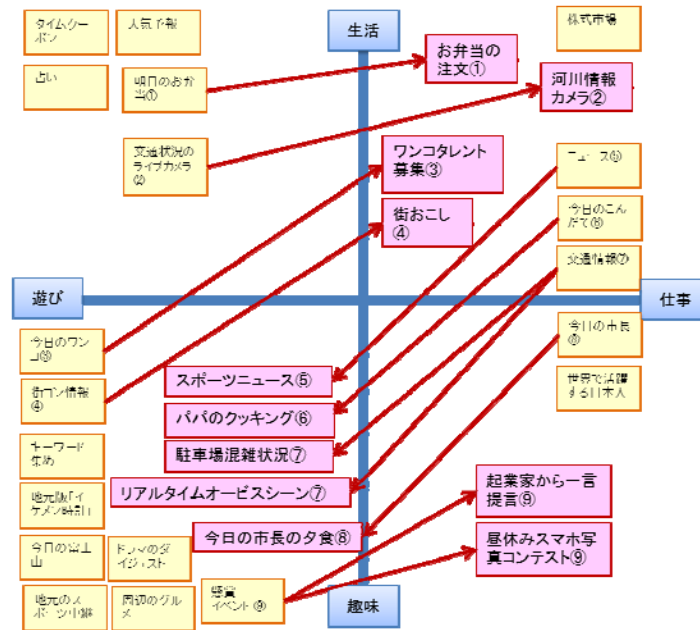 タイムクーポン
人気予報
生活
株式市場
占い
明日のお弁当①
お弁当の
注文①
河川情報
カメラ②
交通状況の
ライブカメラ
②
ワンコタレント
募集③
ニュース⑤
街おこし
④
今日のこん
だて⑥
交通情報⑦
遊び
仕事
今日のワン
コ③
今日の市長
⑧
街コン情報
④
スポーツニュース⑤
世界で活躍
する日本人
パパのクッキング⑥
キーワード
集め
駐車場混雑状況⑦
地元版「イ
ケメン時計」
リアルタイムオービスシーン⑦
起業家から一言
提言⑨
今日の富士
山
ドラマのダ
イジェスト
今日の市長の夕食⑧
昼休みスマホ写
真コンテスト⑨
地元のス
ポーツ中継
周辺のグル
メ
懸賞
イベント⑨
趣味